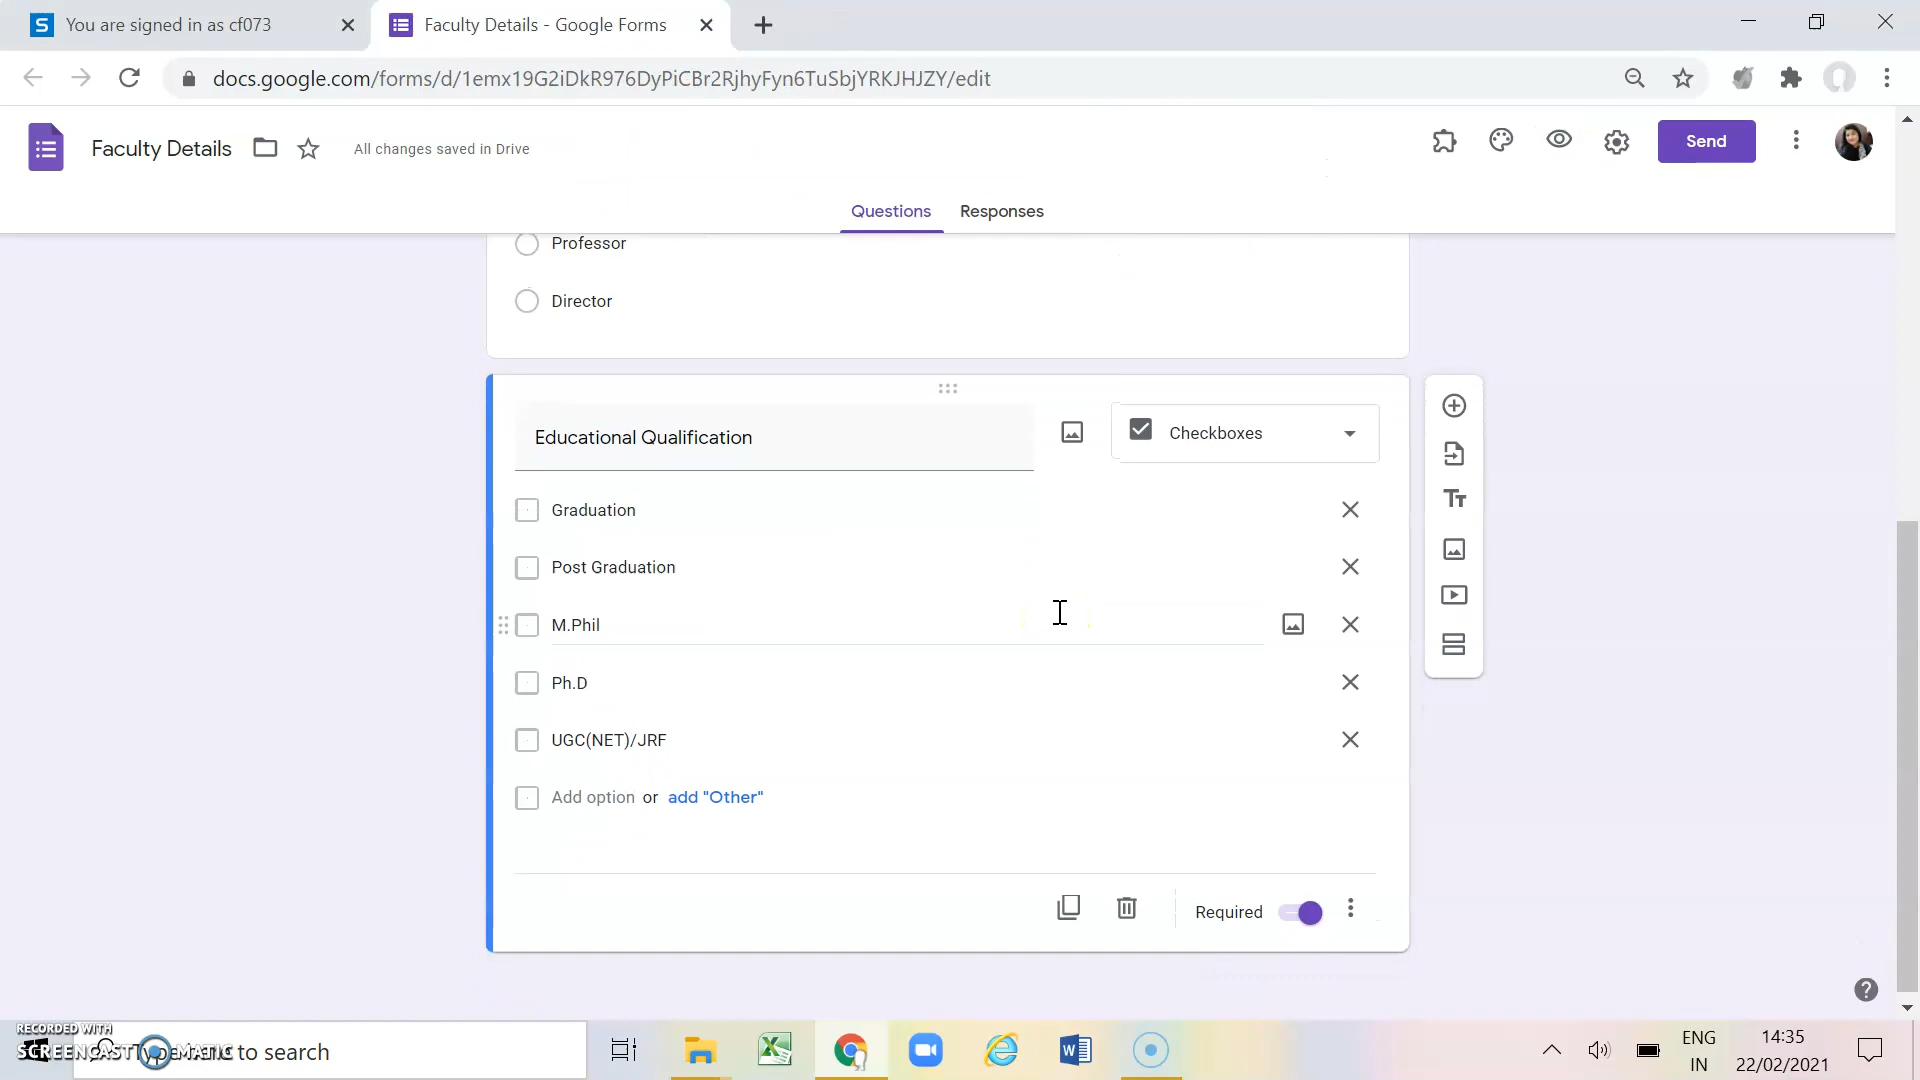 You are signed in as cf073
Faculty Details - Google Forms
docs.google.com/forms/d/1emx19G2iDkR976DyPiCBr2RjhyFyn6TuSbjYRKJHJZY/edit
Faculty Details
All changes saved in Drive
Send
Questions
Responses
Professor
Director
Educational Qualification
Checkboxes
Graduation
Post Graduation
M.Phil
Ph.D
UGC(NET)/JRF
Add option or add "Other"
Required
RECORDED WITH
SCREENCAST MATIC
Type here to search
ENG
IN
14:35
22/02/2021